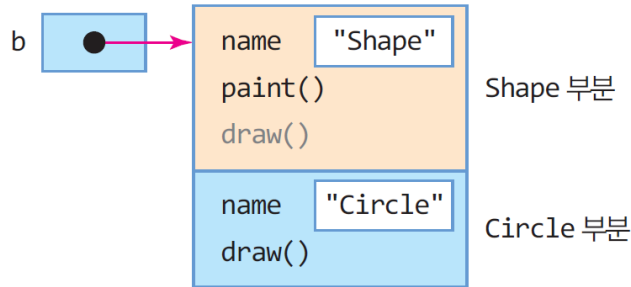 b
name "Shape"
paint()
draw()
Shape 부분
name "Circle"
draw()
Circle 부분